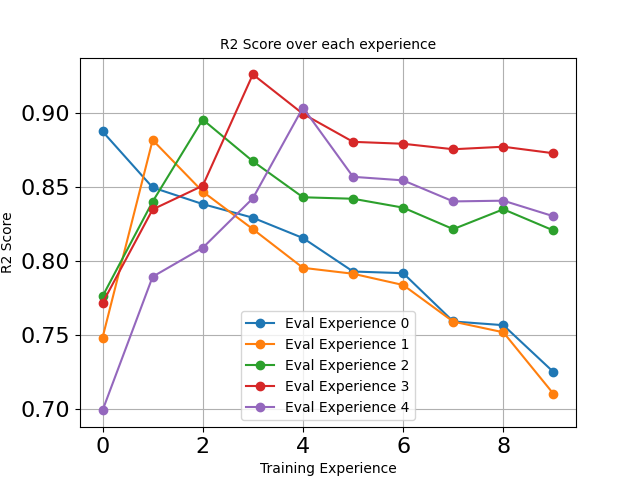 R2 Score over each experience
R2 Score
0.90
0.85
0.80
0.75
0.70
Eval Experience 0
Eval Experience 1
Eval Experience 2
Eval Experience 3
Eval Experience 4
0 2 4 6 8
Training Experience